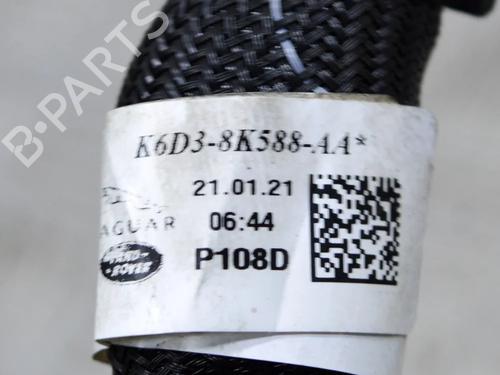 B-PARTS
K6D3-8K588-AA*
21.01.21
JAGUAR
06:44
LAND-
ROVER
P108D